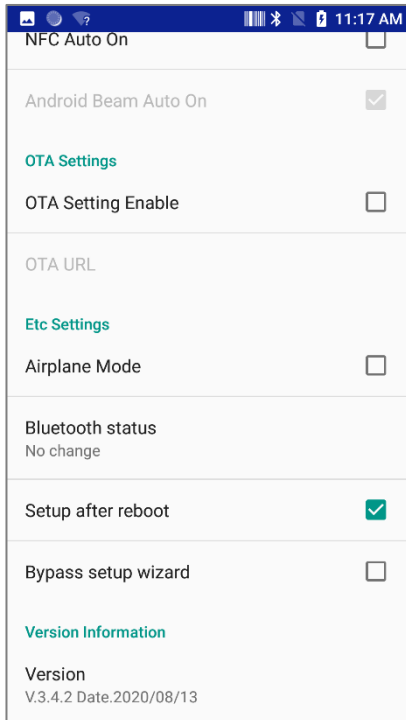 11:17 AM
NFC Auto On
Android Beam Auto On
OTA Settings
OTA Setting Enable
OTA URL
Etc Settings
Airplane Mode
Bluetooth status
No change
Setup after reboot
Bypass setup wizard
Version Information
Version
V.3.4.2 Date.2020/08/13